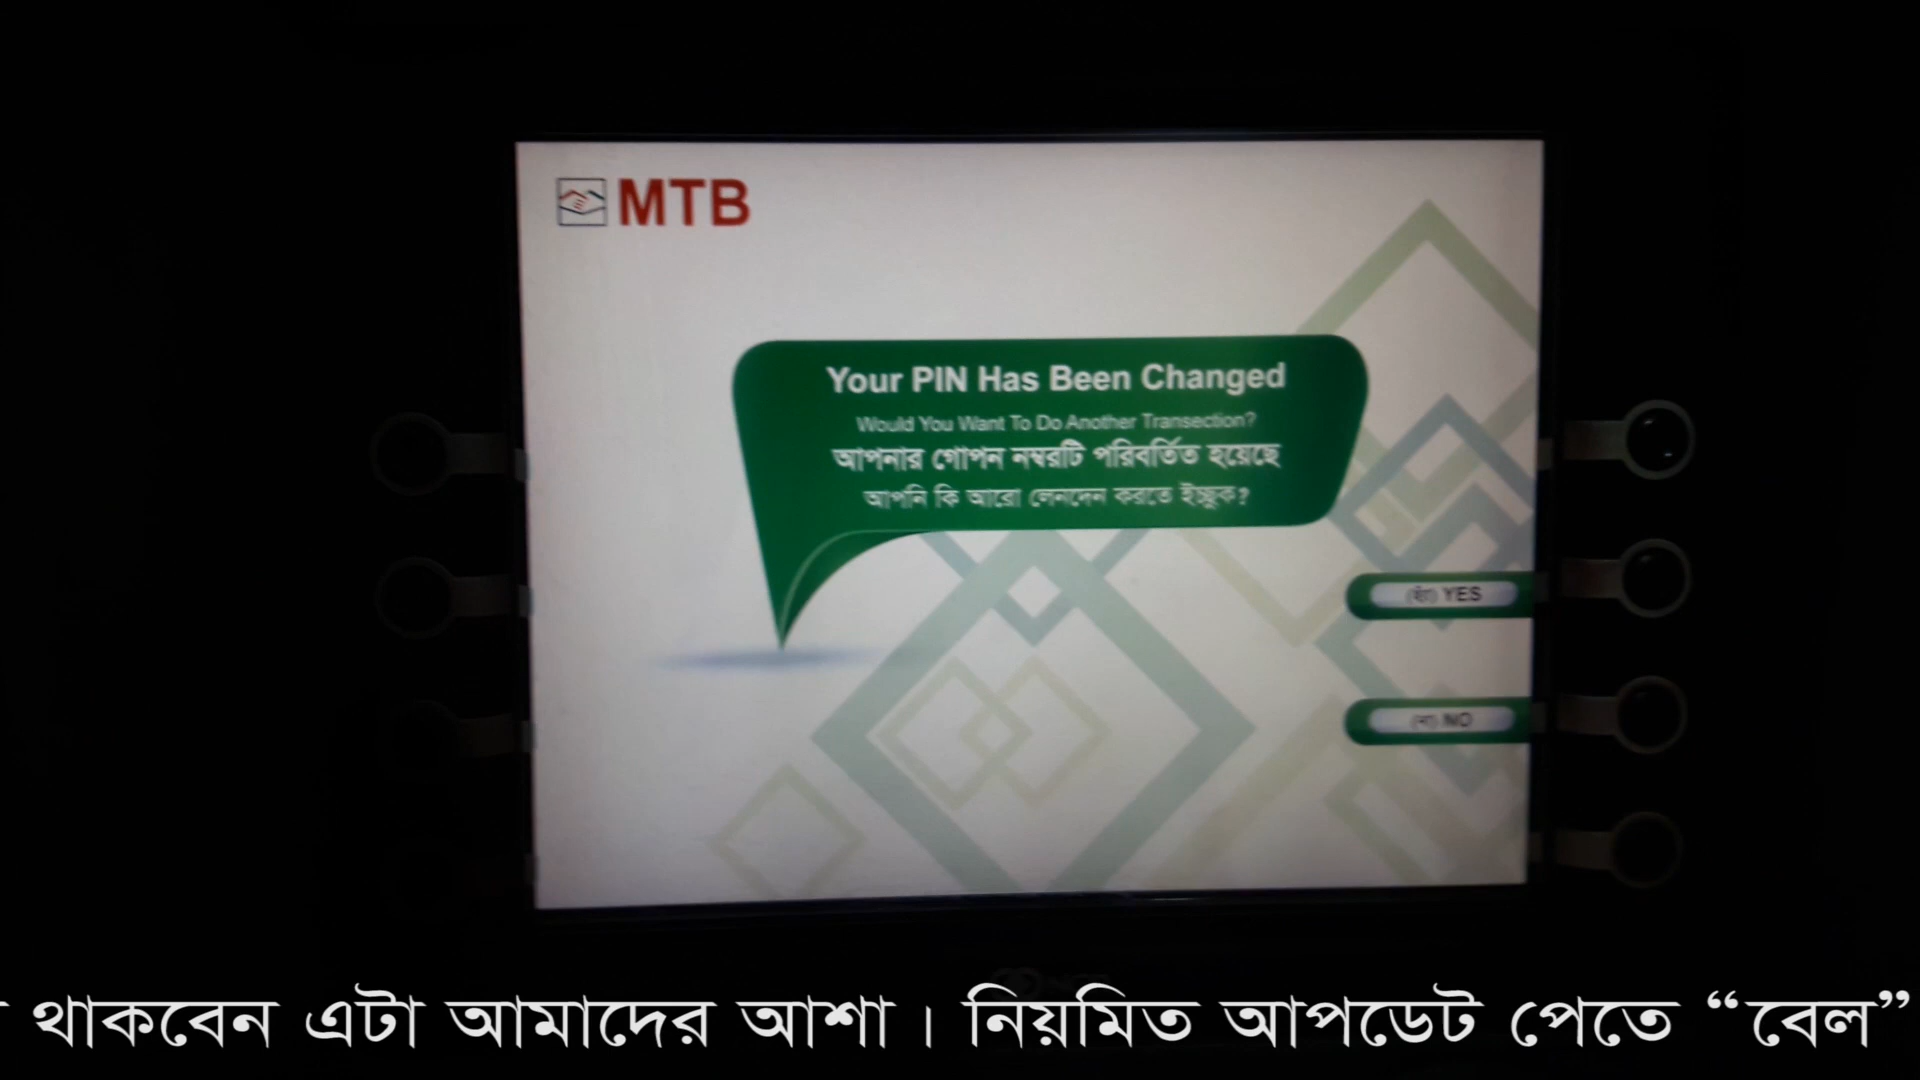 MTB
Your PIN Has Been Changed
Would You Want To Do Another Transection?
আপনার গোপন নম্বরটি পরিবর্তিত হয়েছে
আপনি কি আরো লেনদেন করতে ইচ্ছুক?
(হ্যাঁ) YES
(না) NO
থাকবেন এটা আমাদের আশা । নিয়মিত আপডেট পেতে “বেল”